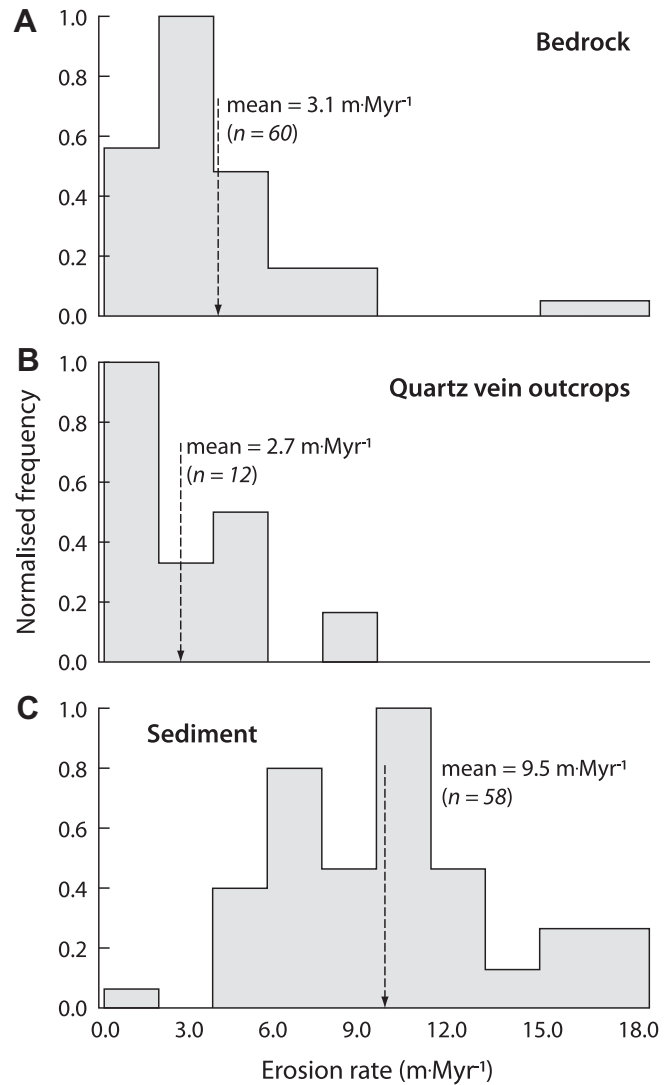 A
Bedrock
1.0
0.8
0.6
0.4
0.2
0.0
mean = 3.1 m·Myr⁻¹
(n = 60)
B
Quartz vein outcrops
1.0
0.8
0.6
0.4
0.2
0.0
mean = 2.7 m·Myr⁻¹
(n = 12)
Normalised frequency
C
Sediment
1.0
0.8
0.6
0.4
0.2
0.0
mean = 9.5 m·Myr⁻¹
(n = 58)
0.0 3.0 6.0 9.0 12.0 15.0 18.0
Erosion rate (m·Myr⁻¹)